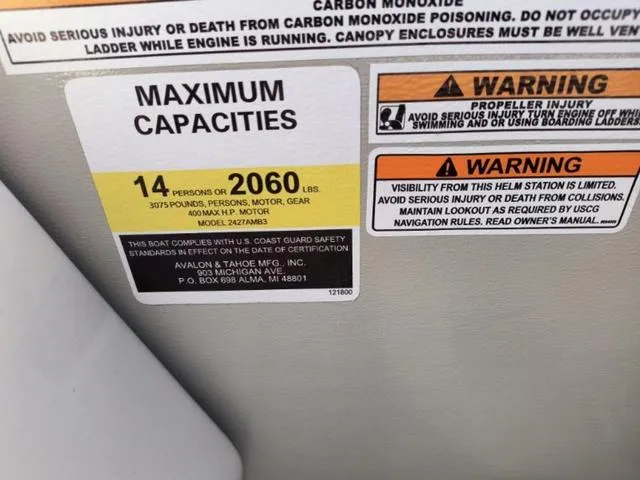 CARBON MONOXIDE
AVOID SERIOUS INJURY OR DEATH FROM CARBON MONOXIDE POISONING. DO NOT OCCUPY
LADDER WHILE ENGINE IS RUNNING. CANOPY ENCLOSURES MUST BE WELL VEN
MAXIMUM
CAPACITIES
14 PERSONS OR 2060 LBS.
3075 POUNDS, PERSONS, MOTOR, GEAR
400 MAX H.P. MOTOR
MODEL 2427AMB3
THIS BOAT COMPLIES WITH U.S. COAST GUARD SAFETY
STANDARDS IN EFFECT ON THE DATE OF CERTIFICATION
AVALON & TAHOE MFG., INC.
903 MICHIGAN AVE.
P.O. BOX 698 ALMA, MI 48801
121800
WARNING
PROPELLER INJURY
AVOID SERIOUS INJURY TURN ENGINE OFF WHI
SWIMMING AND OR USING BOARDING LADDERS
WARNING
VISIBILITY FROM THIS HELM STATION IS LIMITED.
AVOID SERIOUS INJURY OR DEATH FROM COLLISIONS.
MAINTAIN LOOKOUT AS REQUIRED BY USCG
NAVIGATION RULES. READ OWNER'S MANUAL.